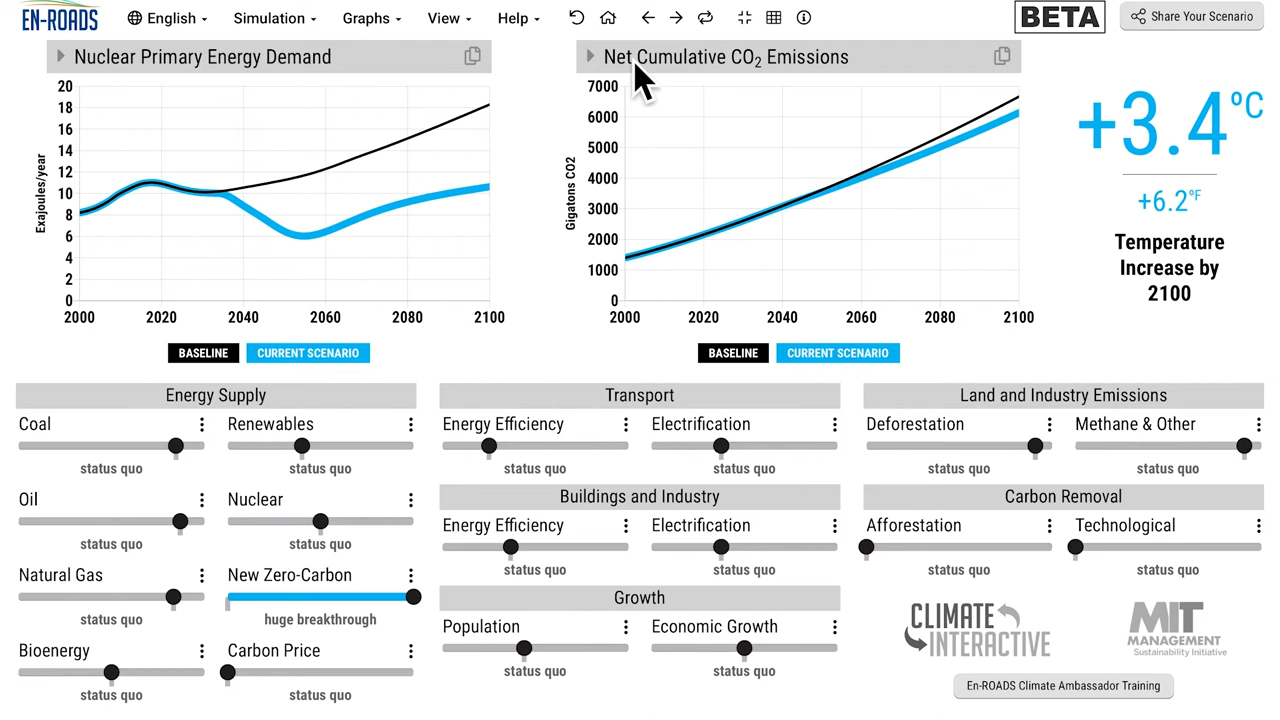 EN-ROADS
English
Simulation
Graphs
View
Help
BETA
Share Your Scenario
Nuclear Primary Energy Demand
Exajoules/year
20
18
16
14
12
10
8
6
4
2
0
2000 2020 2040 2060 2080 2100
BASELINE CURRENT SCENARIO
Net Cumulative CO₂ Emissions
Gigatons CO2
7000
6000
5000
4000
3000
2000
1000
0
2000 2020 2040 2060 2080 2100
BASELINE CURRENT SCENARIO
+3.4 ºC
+6.2 ºF
Temperature
Increase by
2100
Energy Supply
Coal
status quo
Renewables
status quo
Oil
status quo
Nuclear
status quo
Natural Gas
status quo
New Zero-Carbon
huge breakthrough
Bioenergy
status quo
Carbon Price
status quo
Transport
Energy Efficiency
status quo
Electrification
status quo
Buildings and Industry
Energy Efficiency
status quo
Electrification
status quo
Growth
Population
status quo
Economic Growth
status quo
Land and Industry Emissions
Deforestation
status quo
Methane & Other
status quo
Carbon Removal
Afforestation
status quo
Technological
status quo
CLIMATE
INTERACTIVE
MIT
MANAGEMENT
Sustainability Initiative
En-ROADS Climate Ambassador Training